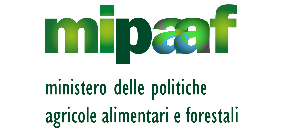 mipaaf
ministero delle politiche
agricole alimentari e forestali